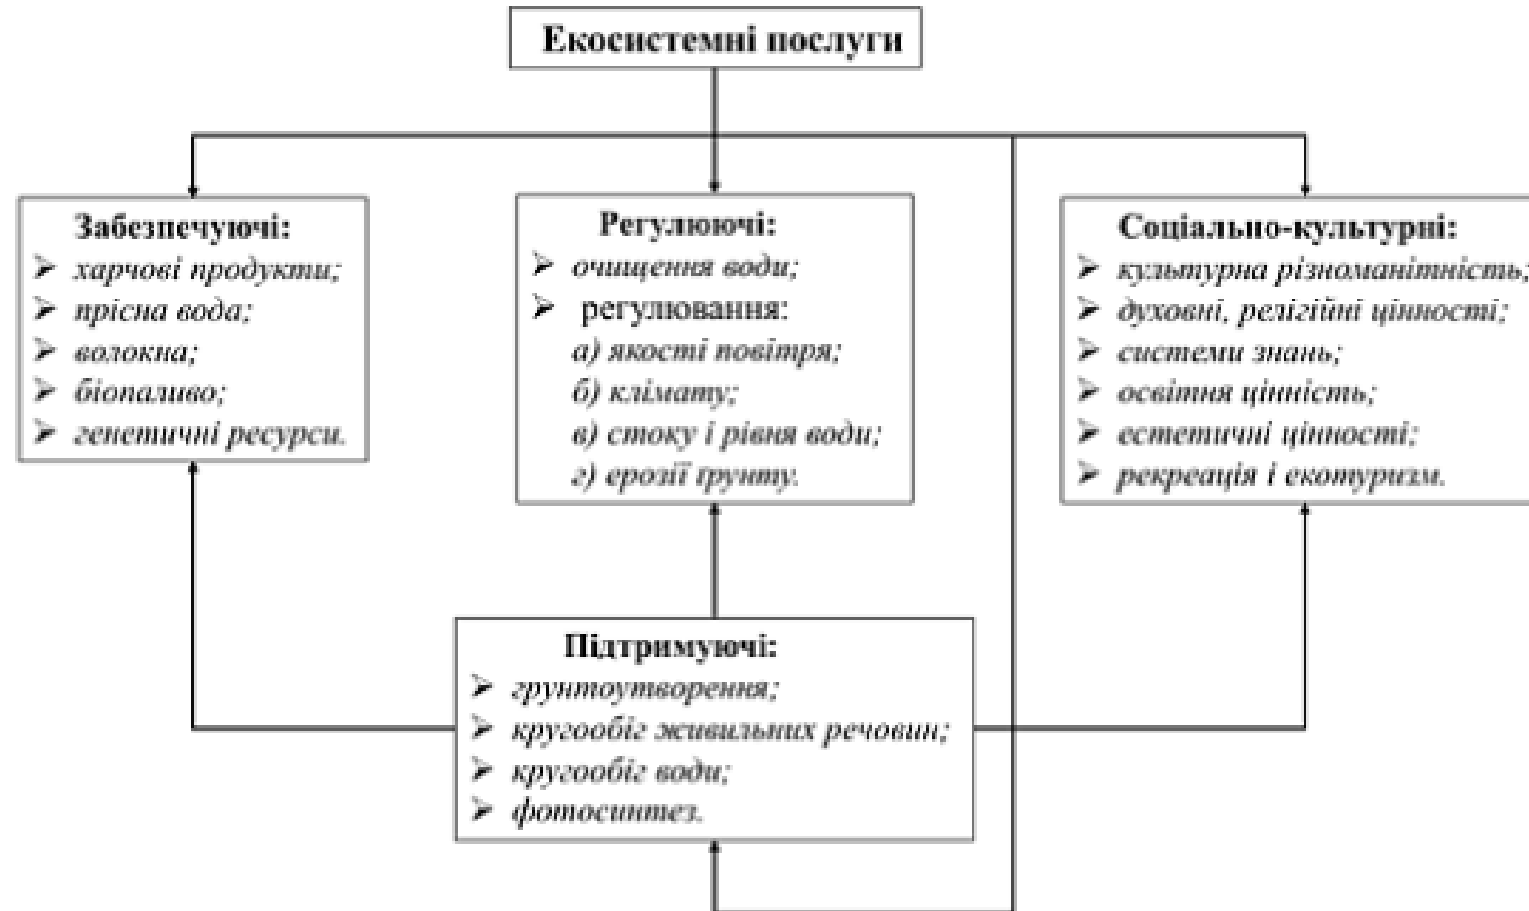 Екосистемні послуги
Забезпечуючі:
➢ харчові продукти;
➢ прісна вода;
➢ волокна;
➢ біопаливо;
➢ генетичні ресурси.
Регулюючі:
➢ очищення води;
➢ регулювання:
а) якості повітря;
б) клімату;
в) стоку і рівня води;
г) ерозії ґрунту.
Соціально-культурні:
➢ культурна різноманітність;
➢ духовні, релігійні цінності;
➢ системи знань;
➢ освітня цінність;
➢ естетичні цінності;
➢ рекреація і екотуризм.
Підтримуючі:
➢ грунтоутворення;
➢ кругообіг живильних речовин;
➢ кругообіг води;
➢ фотосинтез.